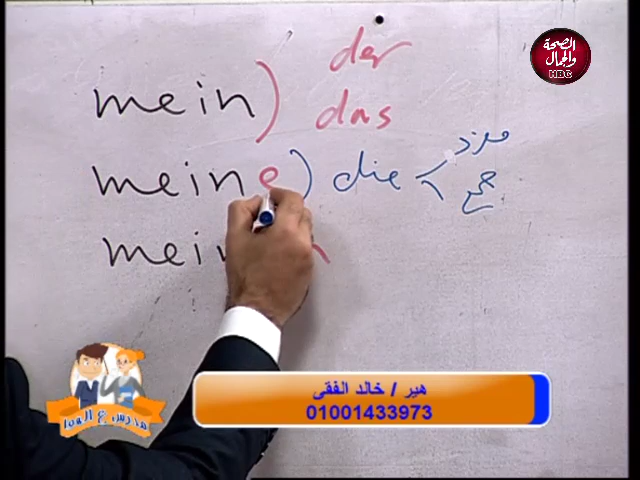 الصحة
والجمال
HBC
mein) der
das
meine) die < مفرد
جمع
mein
مدرس ع الهوا
هير / خالد الفقى
01001433973